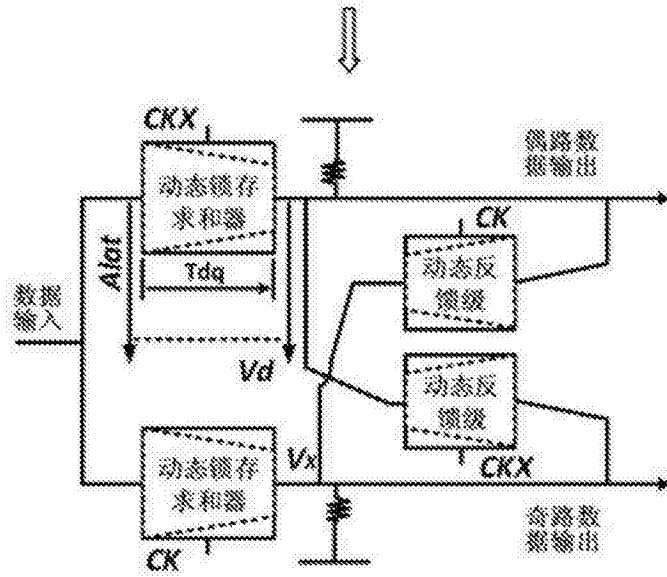 CKX
动态锁存
求和器
Tdq
Alat
数据
输入
Vd
偶路数
据输出
CK
动态反
馈级
动态反
馈级
CKX
动态锁存
求和器
CK
Vx
奇路数
据输出